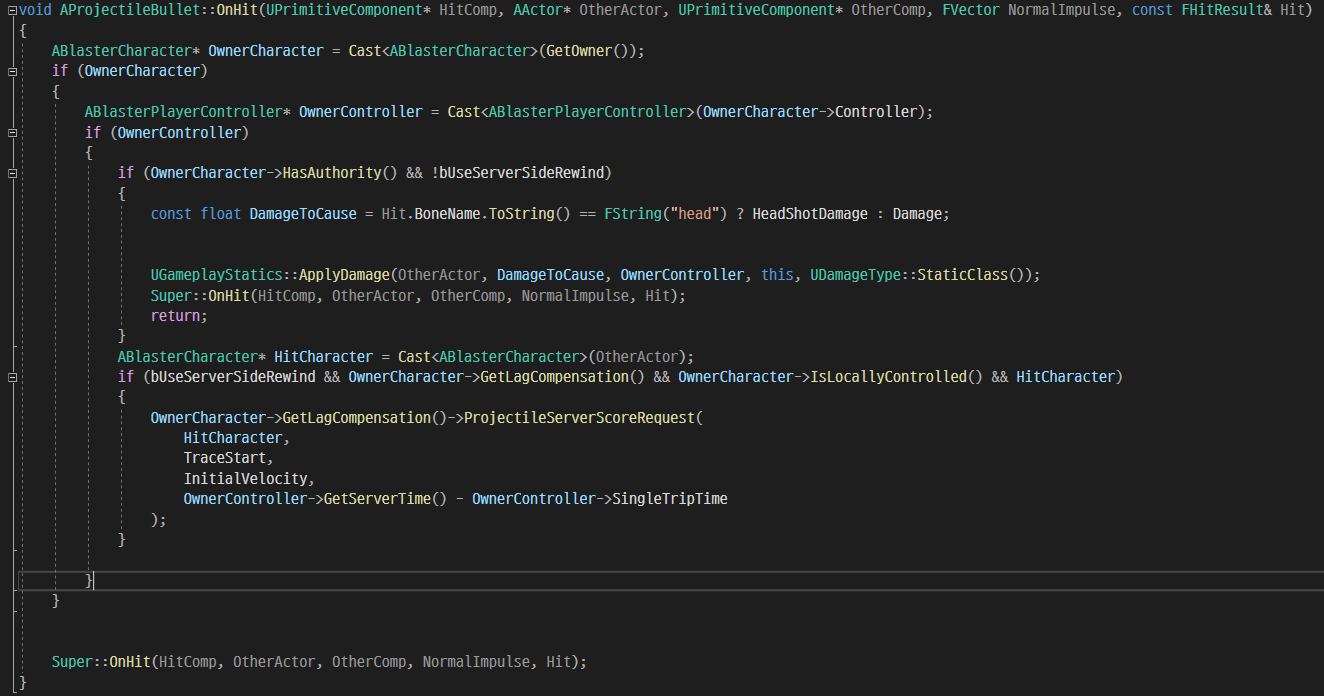 void AProjectileBullet::OnHit(UPrimitiveComponent* HitComp, AActor* OtherActor, UPrimitiveComponent* OtherComp, FVector NormalImpulse, const FHitResult& Hit)
{
    ABlasterCharacter* OwnerCharacter = Cast<ABlasterCharacter>(GetOwner());
    if (OwnerCharacter)
    {
        ABlasterPlayerController* OwnerController = Cast<ABlasterPlayerController>(OwnerCharacter->Controller);
        if (OwnerController)
        {
            if (OwnerCharacter->HasAuthority() && !bUseServerSideRewind)
            {
                const float DamageToCause = Hit.BoneName.ToString() == FString("head") ? HeadShotDamage : Damage;
                UGameplayStatics::ApplyDamage(OtherActor, DamageToCause, OwnerController, this, UDamageType::StaticClass());
                Super::OnHit(HitComp, OtherActor, OtherComp, NormalImpulse, Hit);
                return;
            }
            ABlasterCharacter* HitCharacter = Cast<ABlasterCharacter>(OtherActor);
            if (bUseServerSideRewind && OwnerCharacter->GetLagCompensation() && OwnerCharacter->IsLocallyControlled() && HitCharacter)
            {
                OwnerCharacter->GetLagCompensation()->ProjectileServerScoreRequest(
                    HitCharacter,
                    TraceStart,
                    InitialVelocity,
                    OwnerController->GetServerTime() - OwnerController->SingleTripTime
                );
            }
        }
    }
    Super::OnHit(HitComp, OtherActor, OtherComp, NormalImpulse, Hit);
}